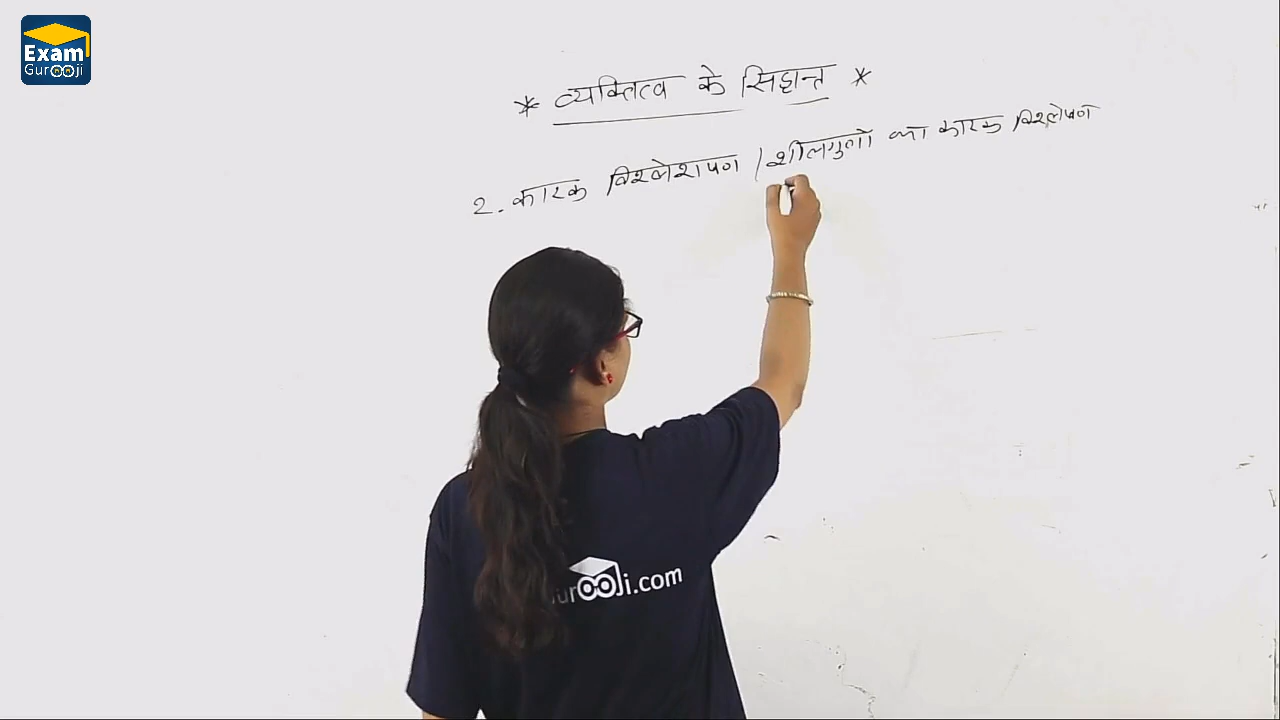 Exam
Gurooji
* व्यक्तित्व के सिद्धान्त *
2. कारक विश्लेशषण / शीलगुणों का कारक विश्लेषण
urooji.com